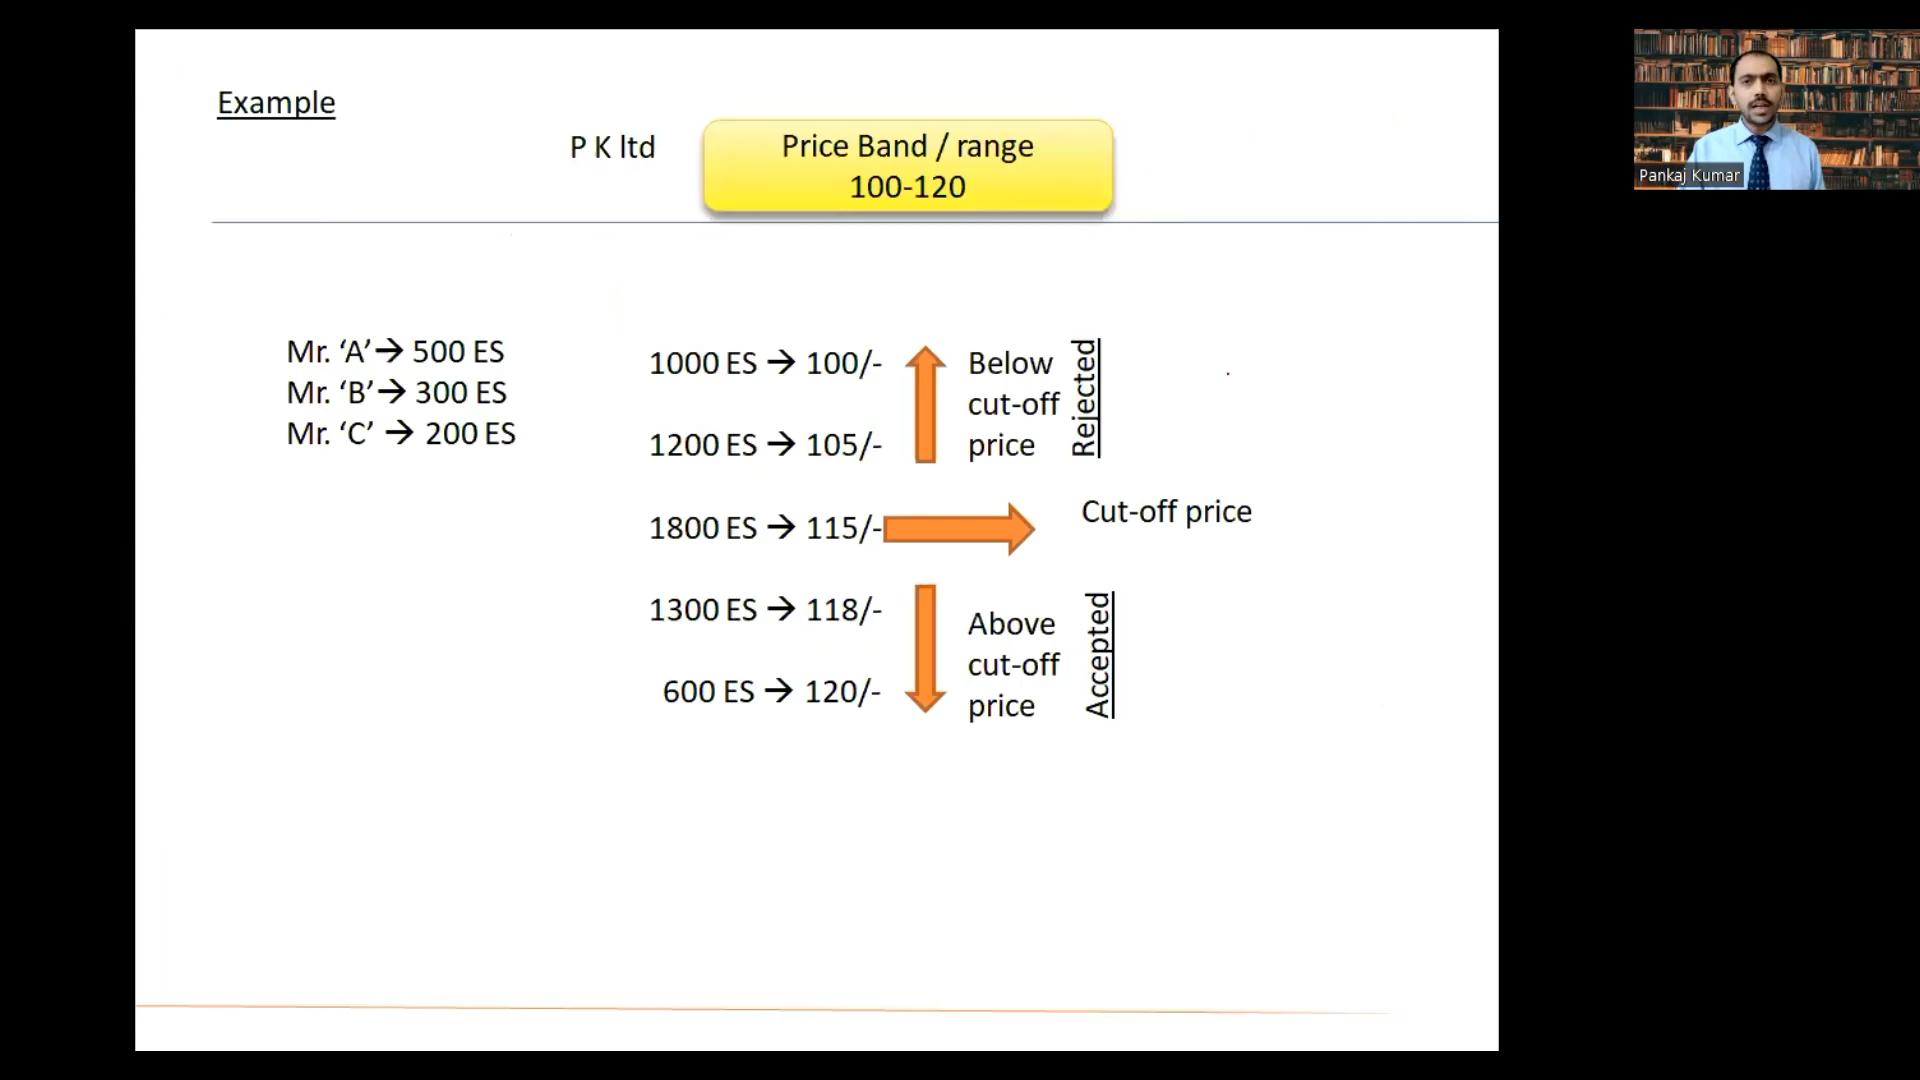 Example
P K ltd
Price Band / range
100-120
Mr. ‘A’→ 500 ES
Mr. ‘B’→ 300 ES
Mr. ‘C’ → 200 ES
1000 ES → 100/-
1200 ES → 105/-
1800 ES → 115/-
1300 ES → 118/-
600 ES → 120/-
Below
cut-off
price
Rejected
Cut-off price
Above
cut-off
price
Accepted
Pankaj Kumar